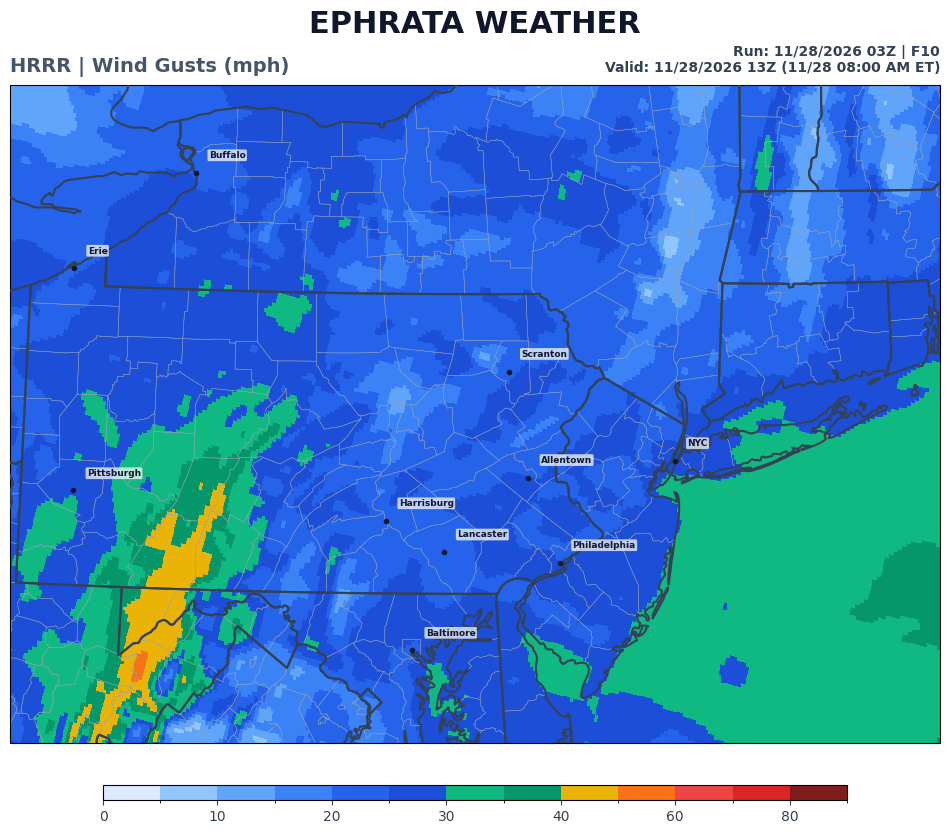 EPHRATA WEATHER
HRRR | Wind Gusts (mph)
Run: 11/28/2026 03Z | F10
Valid: 11/28/2026 13Z (11/28 08:00 AM ET)
Buffalo
Erie
Scranton
NYC
Allentown
Pittsburgh
Harrisburg
Lancaster
Philadelphia
Baltimore
0 10 20 30 40 50 60 70 80